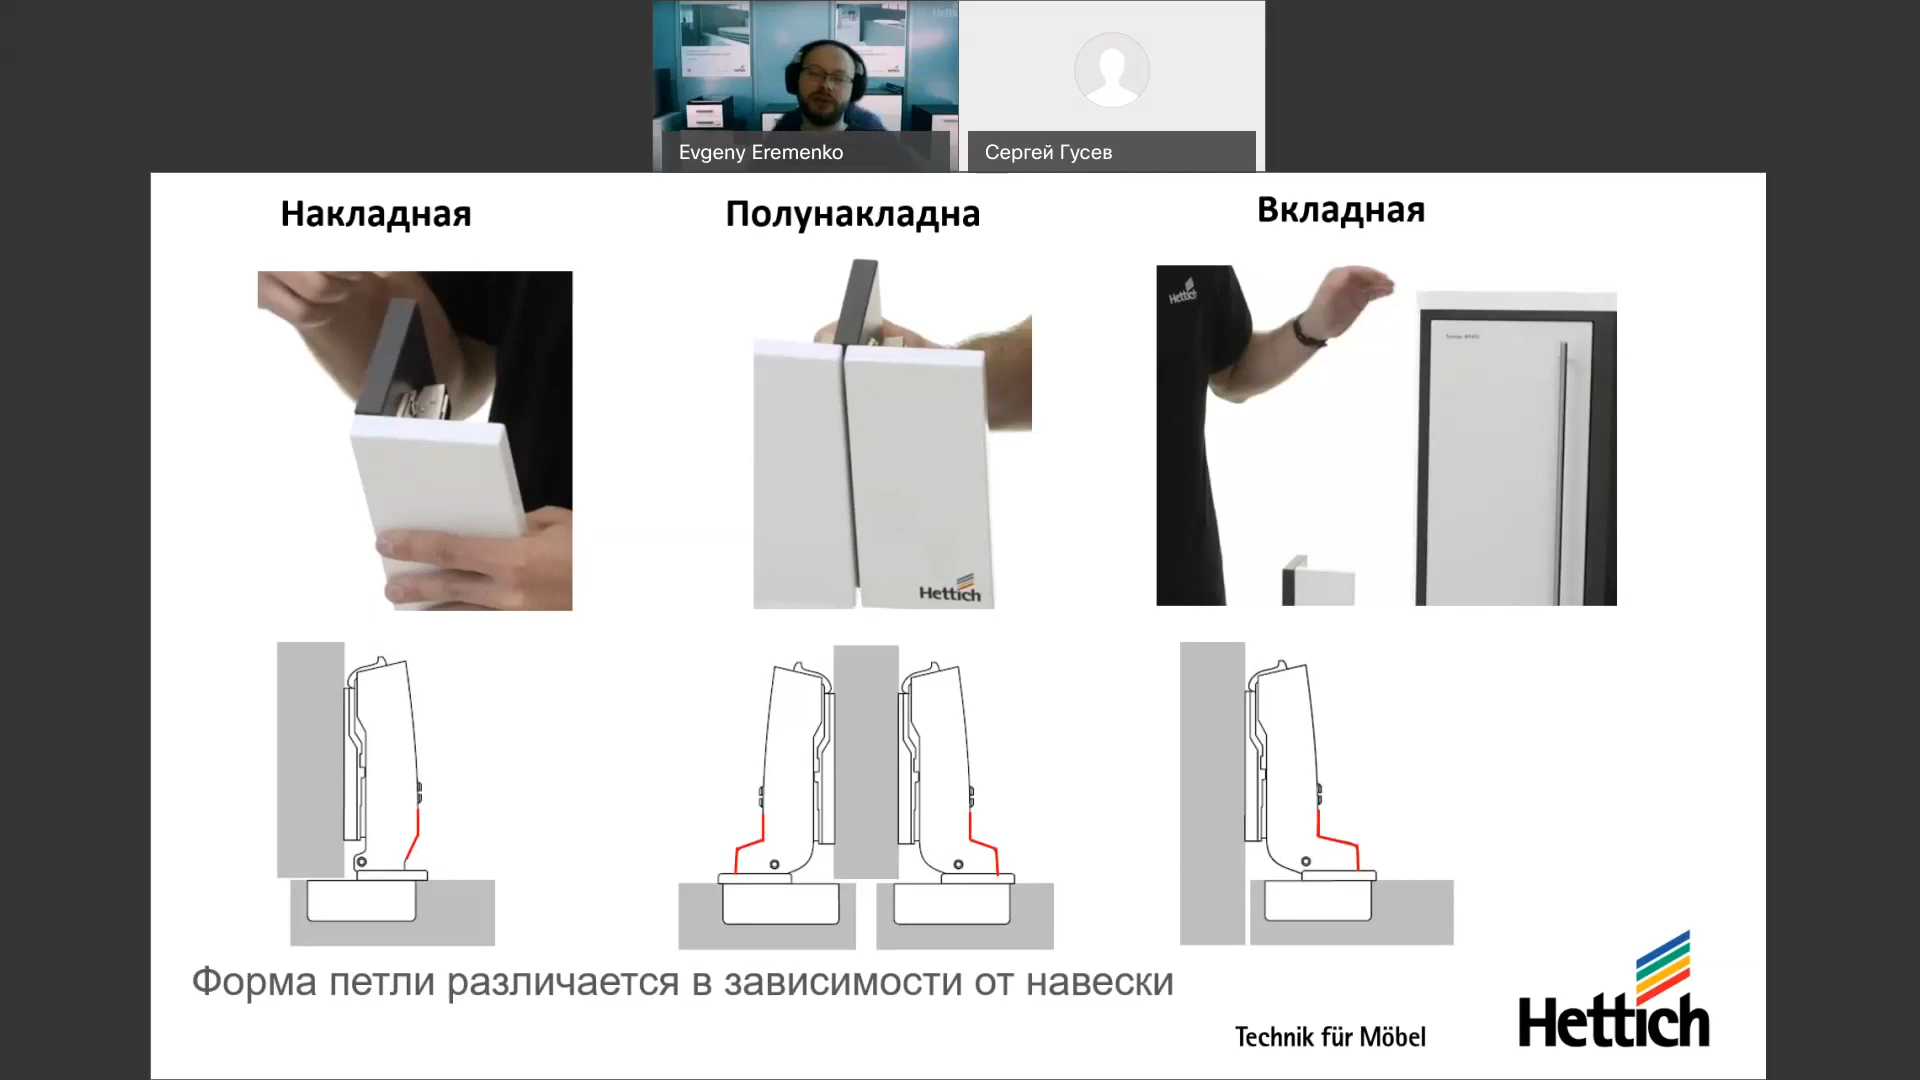 Evgeny Eremenko
Сергей Гусев
Накладная
Полунакладна
Вкладная
Hettich
Hettich
Форма петли различается в зависимости от навески
Technik für Möbel
Hettich